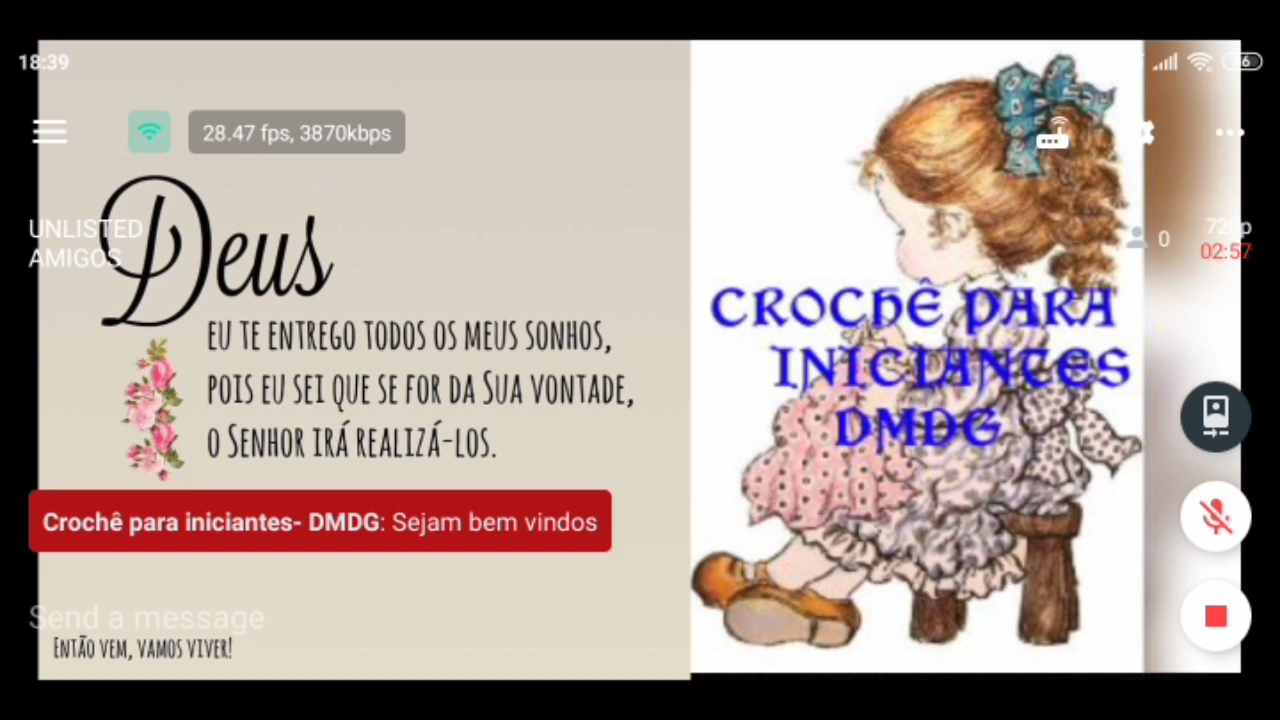 18:39
66
28.47 fps, 3870kbps
UNLISTED
AMIGOS
0
720p
02:57
Deus
EU TE ENTREGO TODOS OS MEUS SONHOS,
POIS EU SEI QUE SE FOR DA SUA VONTADE,
O SENHOR IRÁ REALIZÁ-LOS.
CROCHÊ PARA
INICIANTES
DMDG
Crochê para iniciantes- DMDG: Sejam bem vindos
Send a message
ENTÃO VEM, VAMOS VIVER!